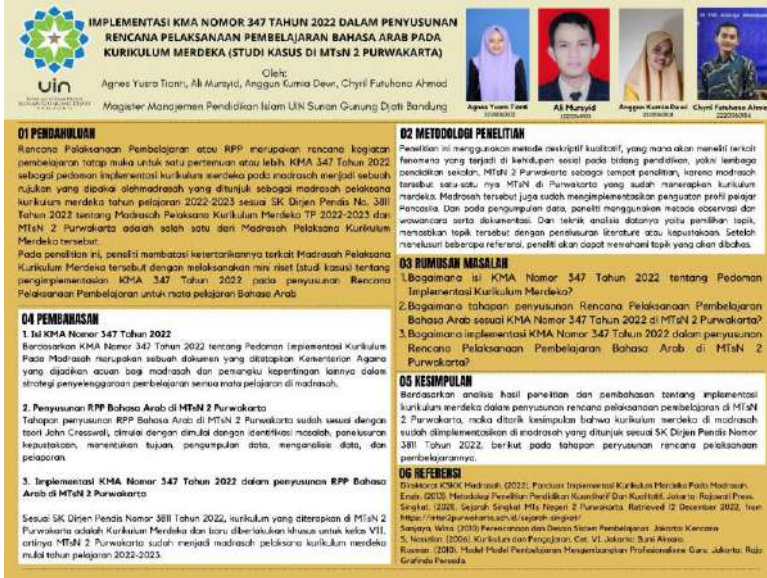 IMPLEMENTASI KMA NOMOR 347 TAHUN 2022 DALAM PENYUSUNAN
RENCANA PELAKSANAAN PEMBELAJARAN BAHASA ARAB PADA
KURIKULUM MERDEKA (STUDI KASUS DI MTsN 2 PURWAKARTA)
Oleh:
Agnes Yusra Tianti, Ali Mursyid, Anggun Kurnia Dewi, Chyril Futuhana Ahmad
Magister Manajemen Pendidikan Islam UIN Sunan Gunung Djati Bandung
uin
SUNAN GUNUNG DJATI
Agnes Yusra Tianti
Ali Mursyid
Anggun Kurnia Dewi
Chyril Futuhana Ahmad
01 PENDAHULUAN
Rencana Pelaksanaan Pembelajaran atau RPP merupakan rencana kegiatan
pembelajaran tatap muka untuk satu pertemuan atau lebih. KMA 347 Tahun 2022
sebagai pedoman implementasi kurikulum merdeka pada madrasah menjadi sebuah
rujukan yang dipakai olehmadrasah yang ditunjuk sebagai madrasah pelaksana
kurikulum merdeka tahun pelajaran 2022-2023 sesuai SK Dirjen Pendis No. 3811
Tahun 2022 tentang Madrasah Pelaksana Kurikulum Merdeka TP 2022-2023 dan
MTsN 2 Purwakarta adalah salah satu dari Madrasah Pelaksana Kurikulum
Merdeka tersebut.
Pada penelitian ini, peneliti membatasi ketertarikannya terkait Madrasah Pelaksana
Kurikulum Merdeka tersebut dengan melaksanakan mini riset (studi kasus) tentang
pengimplementasian KMA 347 Tahun 2022 pada penyusunan Rencana
Pelaksanaan Pembelajaran untuk mata pelajaran Bahasa Arab
04 PEMBAHASAN
1. Isi KMA Nomor 347 Tahun 2022
Berdasarkan KMA Nomor 347 Tahun 2022 tentang Pedoman Implementasi Kurikulum
Pada Madrasah merupakan sebuah dokumen yang ditetapkan Kementerian Agama
yang dijadikan acuan bagi madrasah dan pemangku kepentingan lainnya dalam
strategi penyelenggaraan pembelajaran semua mata pelajaran di madrasah.
2. Penyusunan RPP Bahasa Arab di MTsN 2 Purwakarta
Tahapan penyusunan RPP Bahasa Arab di MTsN 2 Purwakarta sudah sesuai dengan
teori John Cresswell, dimulai dengan dimulai dengan identifikasi masalah, penelusuran
kepustakaan, menentukan tujuan, pengumpulan data, menganalisis data, dan
pelaporan.
3. Implementasi KMA Nomor 347 Tahun 2022 dalam penyusunan RPP Bahasa
Arab di MTsN 2 Purwakarta
Sesuai SK Dirjen Pendis Nomor 3811 Tahun 2022, kurikulum yang diterapkan di MTsN 2
Purwakarta adalah Kurikulum Merdeka dan baru diberlakukan khusus untuk kelas VII,
artinya MTsN 2 Purwakarta sudah menjadi madrasah pelaksana kurikulum merdeka
mulai tahun pelajaran 2022-2023.
02 METODOLOGI PENELITIAN
Penelitian ini menggunakan metode deskriptif kualitatif, yang mana akan meneliti terkait
fenomena yang terjadi di kehidupan sosial pada bidang pendidikan, yakni lembaga
pendidikan sekolah. MTsN 2 Purwakarta sebagai tempat penelitian, karena madrasah
tersebut satu-satu nya MTsN di Purwakarta yang sudah menerapkan kurikulum
merdeka. Madrasah tersebut juga sudah mengimplementasikan penguatan profil pelajar
Pancasila. Dan pada pengumpulan data, peneliti menggunakan metode observasi dan
wawancara serta dokumentasi. Dan teknik analisis datanya yaitu pemilihan topik,
memastikan topik tersebut dengan penelusuran literature atau kepustakaan. Setelah
menelusuri beberapa referensi, peneliti akan dapat memahami topik yang akan dibahas.
03 RUMUSAN MASALAH
1.Bagaimana isi KMA Nomor 347 Tahun 2022 tentang Pedoman
Implementasi Kurikulum Merdeka?
2.Bagaimana tahapan penyusunan Rencana Pelaksanaan Pembelajaran
Bahasa Arab sesuai KMA Nomor 347 Tahun 2022 di MTsN 2 Purwakarta?
3.Bagaimana implementasi KMA Nomor 347 Tahun 2022 dalam penyusunan
Rencana Pelaksanaan Pembelajaran Bahasa Arab di MTsN 2
Purwakarta?
05 KESIMPULAN
Berdasarkan analisis hasil penelitian dan pembahasan tentang implementasi
kurikulum merdeka dalam penyusunan rencana pelaksanaan pembelajaran di MTsN
2 Purwakarta, maka ditarik kesimpulan bahwa kurikulum merdeka di madrasah
sudah diimplementasikan di madrasah yang ditunjuk sesuai SK Dirjen Pendis Nomor
3811 Tahun 2022, berikut pada tahapan penyusunan rencana pelaksanaan
pembelajarannya.
06 REFERENSI
Direktorat KSKK Madrasah. (2022). Panduan Implementasi Kurikulum Merdeka Pada Madrasah.
Emzir. (2013). Metodologi Penelitian Pendidikan Kuantitatif Dan Kualitatif. Jakarta: Rajawali Press.
Singkat. (2021). Sejarah Singkat MTs Negeri 2 Purwakarta. Retrieved 12 December 2022, from
https://mtsn2purwakarta.sch.id/sejarah-singkat/
Sanjaya, Wina. (2010) Perencanaan dan Desain Sistem Pembelajaran. Jakarta: Kencana
S. Nasution. (2006). Kurikulum dan Pengajaran. Cet. VI. Jakarta: Bumi Aksara.
Rusman. (2010). Model-Model Pembelajaran Mengembangkan Profesionalisme Guru. Jakarta: Raja
Grafindo Persada.